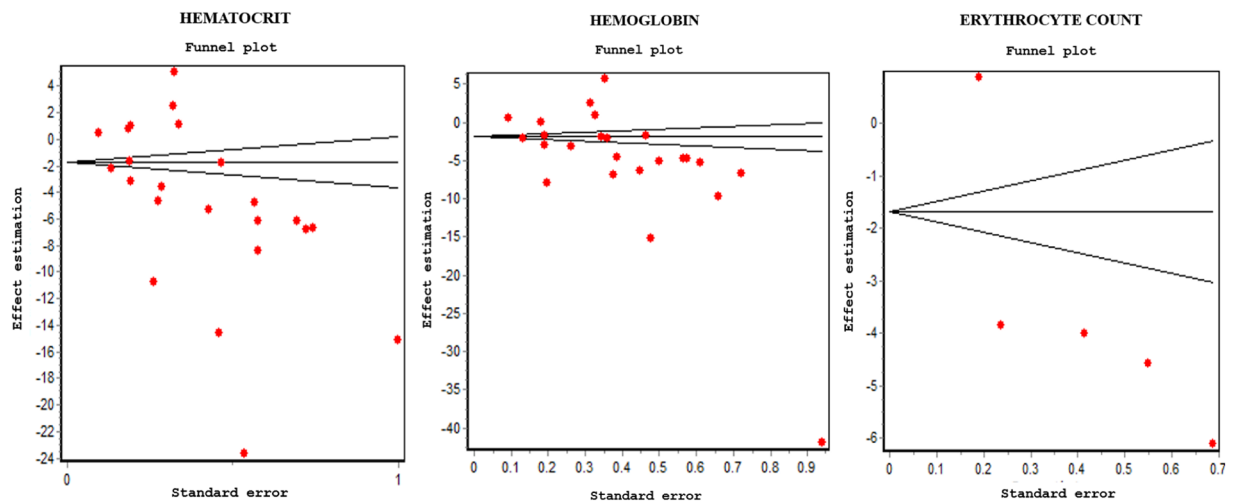 HEMATOCRIT
Funnel plot
Effect estimation
4
2
0
-2
-4
-6
-8
-10
-12
-14
-16
-18
-20
-22
-24
0
1
Standard error
HEMOGLOBIN
Funnel plot
Effect estimation
5
0
-5
-10
-15
-20
-25
-30
-35
-40
0 0.1 0.2 0.3 0.4 0.5 0.6 0.7 0.8 0.9
Standard error
ERYTHROCYTE COUNT
Funnel plot
Effect estimation
0
-1
-2
-3
-4
-5
-6
0 0.1 0.2 0.3 0.4 0.5 0.6 0.7
Standard error